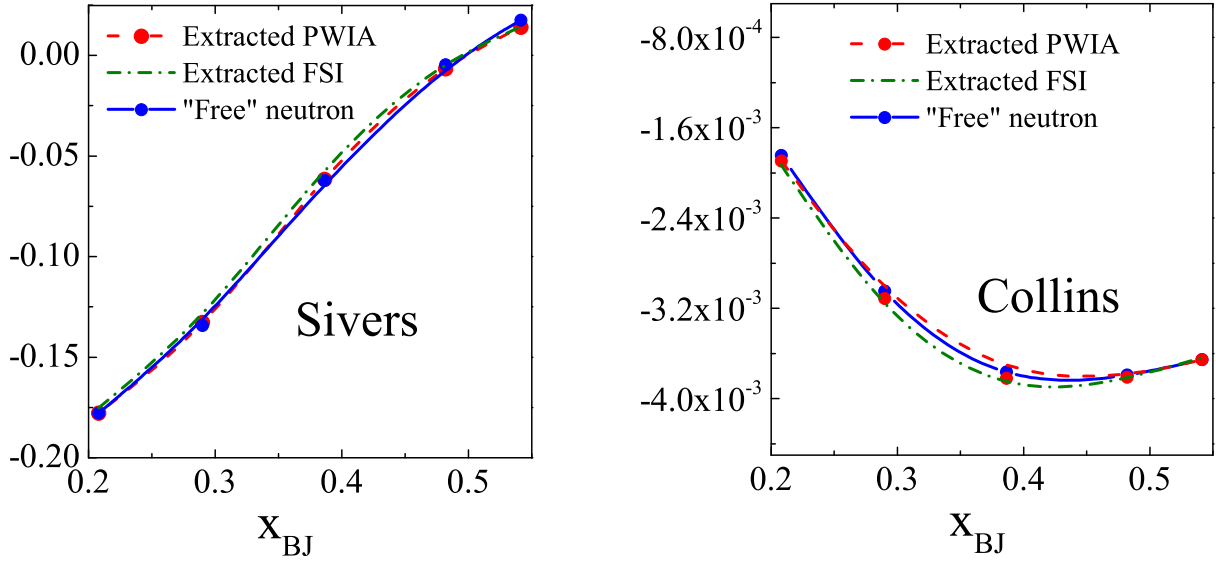 0.00
-0.05
-0.10
-0.15
-0.20
0.2 0.3 0.4 0.5
Extracted PWIA
Extracted FSI
"Free" neutron
Sivers
x_BJ
-8.0x10^-4
-1.6x10^-3
-2.4x10^-3
-3.2x10^-3
-4.0x10^-3
0.2 0.3 0.4 0.5
Extracted PWIA
Extracted FSI
"Free" neutron
Collins
x_BJ